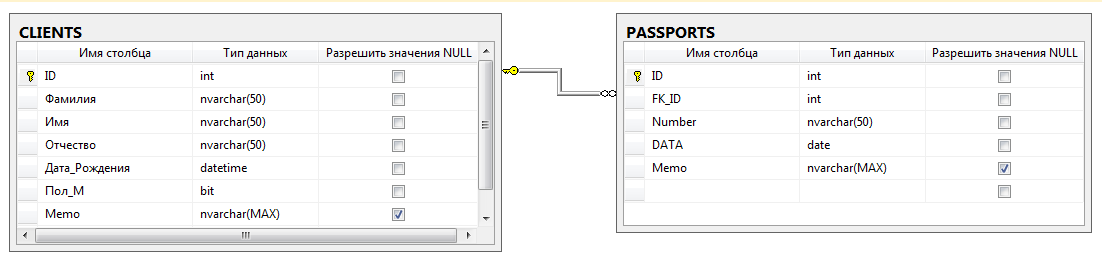 CLIENTS
Имя столбца Тип данных Разрешить значения NULL
ID int
Фамилия nvarchar(50)
Имя nvarchar(50)
Отчество nvarchar(50)
Дата_Рождения datetime
Пол_М bit
Memo nvarchar(MAX)
PASSPORTS
Имя столбца Тип данных Разрешить значения NULL
ID int
FK_ID int
Number nvarchar(50)
DATA date
Memo nvarchar(MAX)